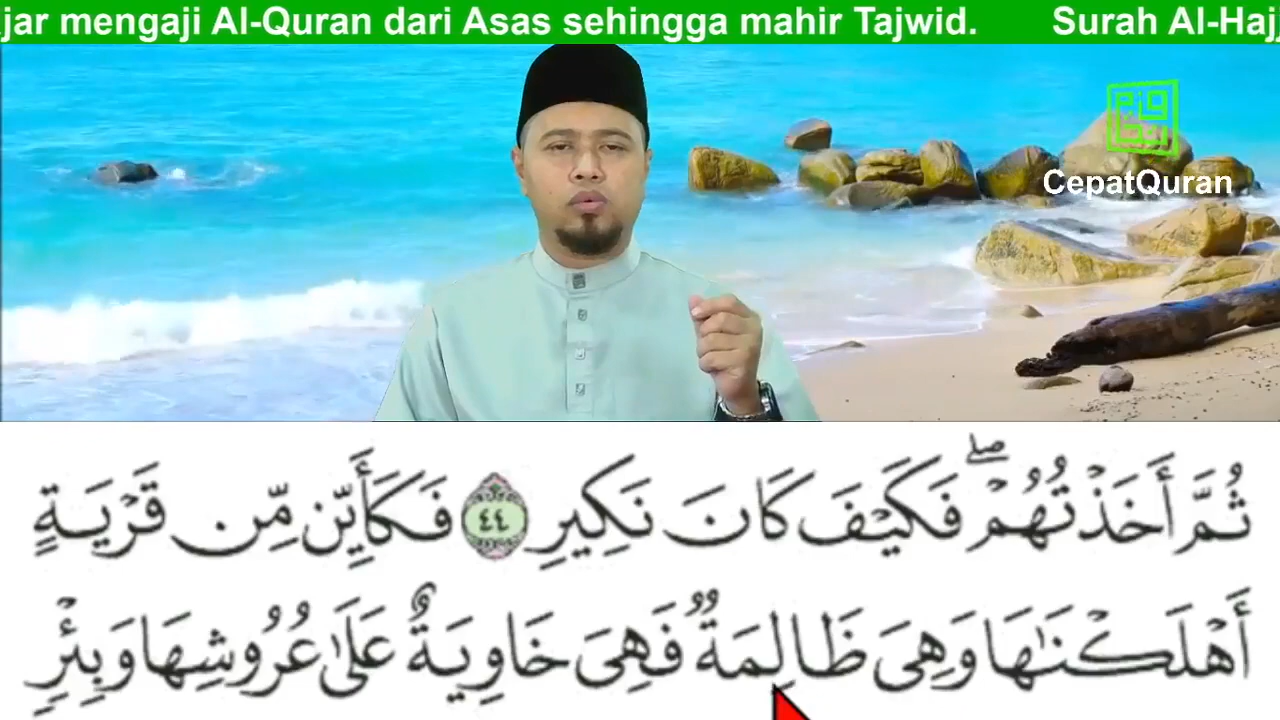 jar mengaji Al-Quran dari Asas sehingga mahir Tajwid. Surah Al-Hajj
CepatQuran
ثُمَّ أَخَذْتُهُمْ ۖ فَكَيْفَ كَانَ نَكِيرِ ٤٤ فَكَأَيِّن مِّن قَرْيَةٍ
أَهْلَكْنَٰهَا وَهِىَ ظَالِمَةٌ فَهِىَ خَاوِيَةٌ عَلَىٰ عُرُوشِهَا وَبِئْرٍ